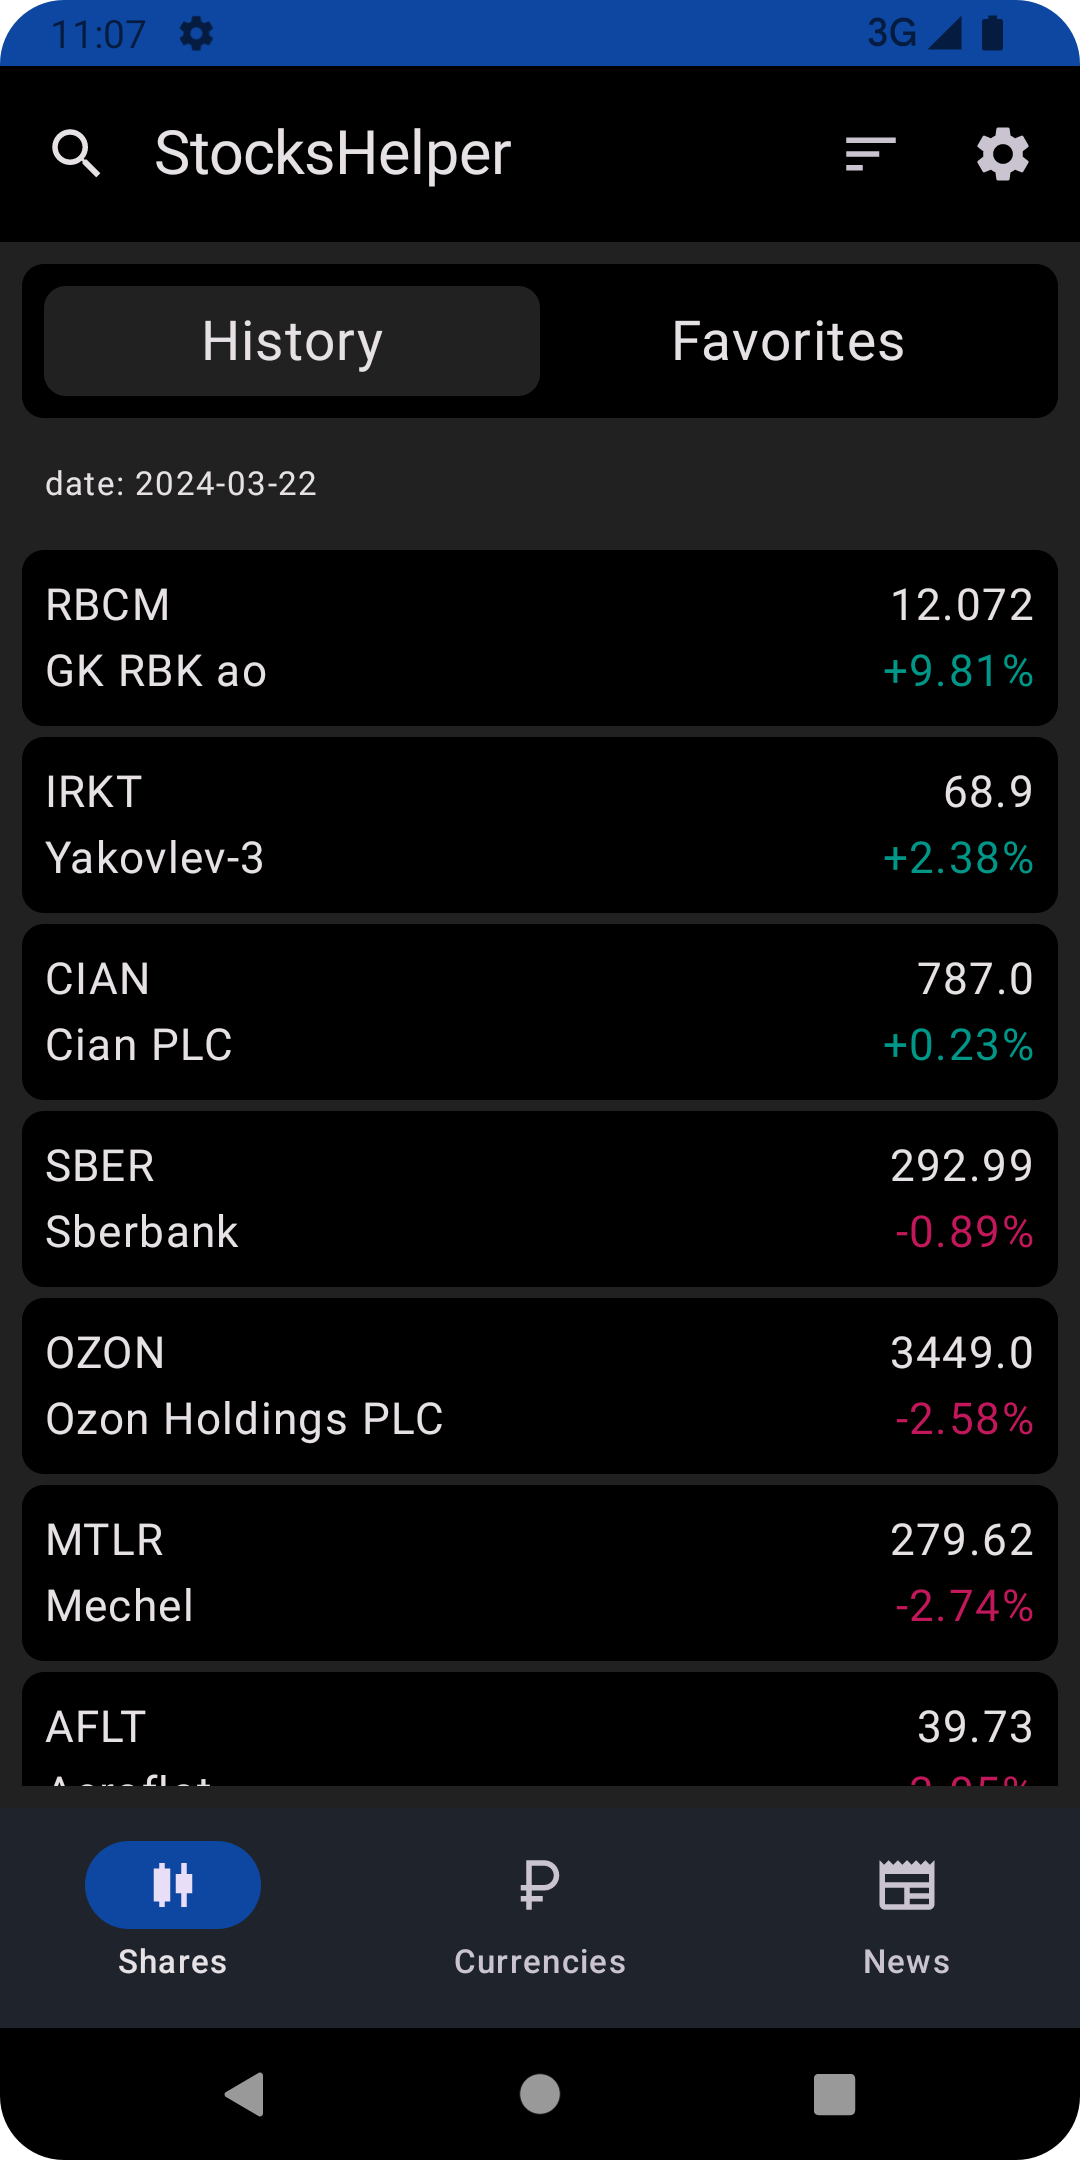 11:07
3G
StocksHelper
History
Favorites
date: 2024-03-22
RBCM
12.072
GK RBK ao
+9.81%
IRKT
68.9
Yakovlev-3
+2.38%
CIAN
787.0
Cian PLC
+0.23%
SBER
292.99
Sberbank
-0.89%
OZON
3449.0
Ozon Holdings PLC
-2.58%
MTLR
279.62
Mechel
-2.74%
AFLT
39.73
Shares
Currencies
News